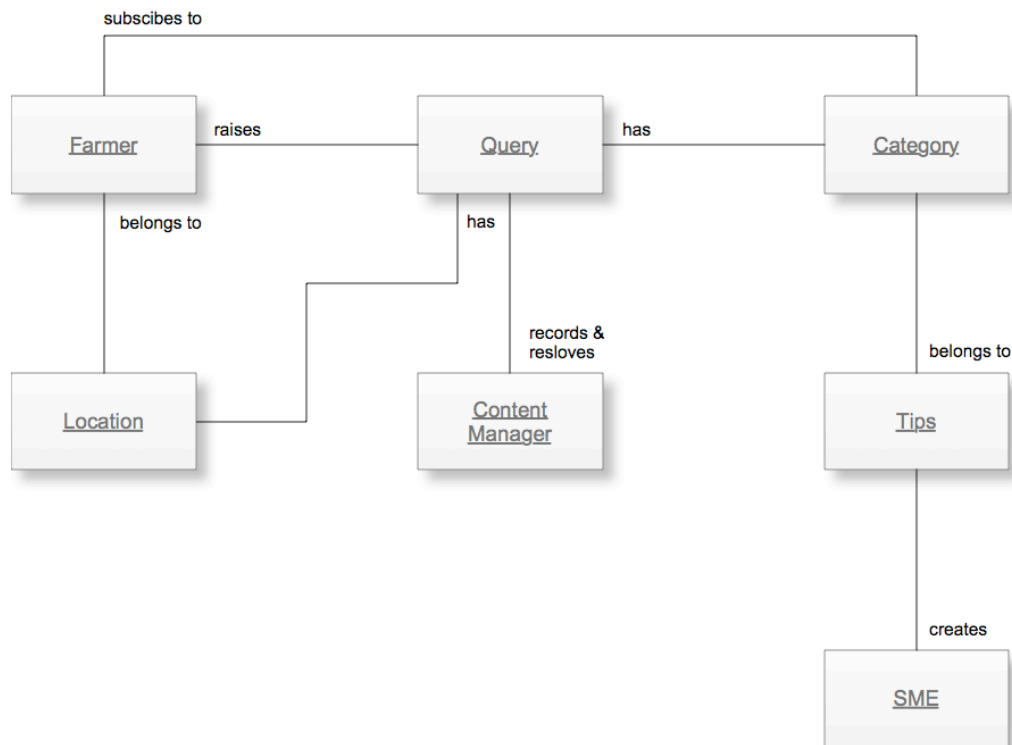 subscibes to
Farmer
raises
Query
has
Category
belongs to
has
records &
resloves
belongs to
Location
Content
Manager
Tips
creates
SME